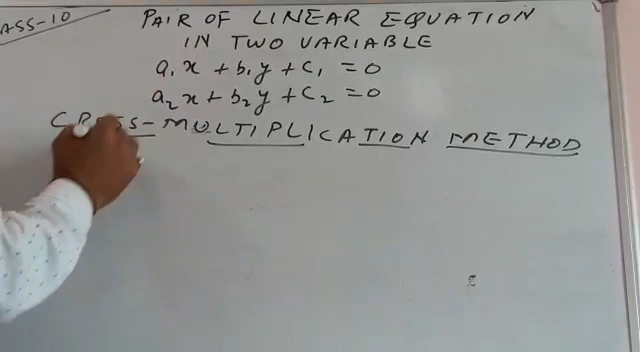 ASS-10
PAIR OF LINEAR EQUATION
IN TWO VARIABLE
a₁x + b₁y + c₁ = 0
a₂x + b₂y + c₂ = 0
CROSS-MULTIPLICATION METHOD